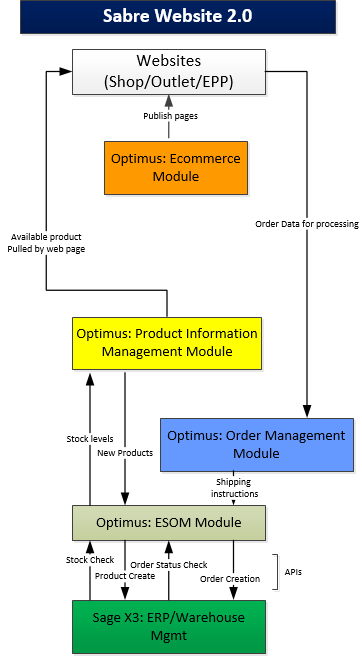 Sabre Website 2.0
Websites
(Shop/Outlet/EPP)
Publish pages
Optimus: Ecommerce
Module
Available product
Pulled by web page
Order Data for processing
Optimus: Product Information
Management Module
Optimus: Order Management
Module
Stock levels
New Products
Shipping
instructions
Optimus: ESOM Module
Stock Check
Product Create
Order Status Check
Order Creation
APIs
Sage X3: ERP/Warehouse
Mgmt